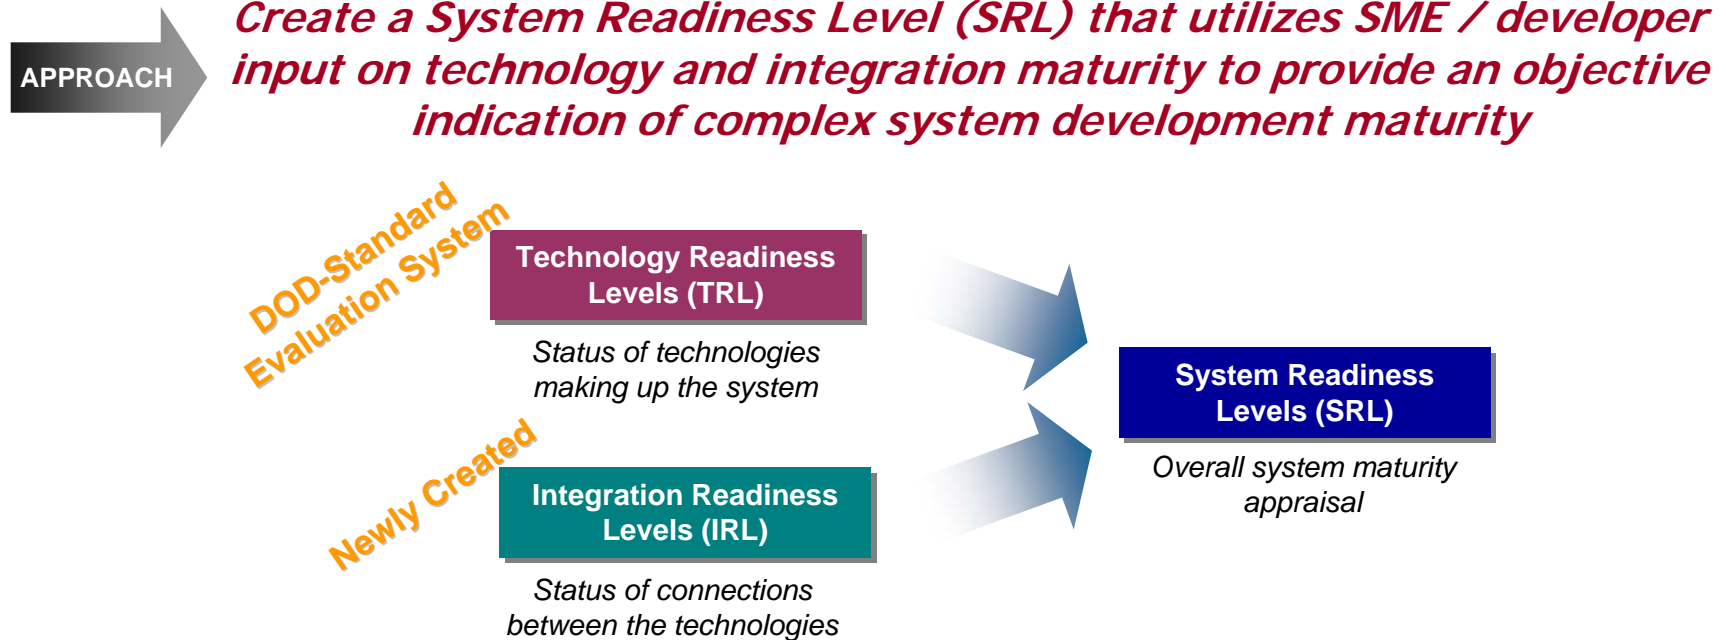 APPROACH
Create a System Readiness Level (SRL) that utilizes SME / developer
input on technology and integration maturity to provide an objective
indication of complex system development maturity
DOD-Standard
Evaluation System
Technology Readiness
Levels (TRL)
Status of technologies
making up the system
System Readiness
Levels (SRL)
Overall system maturity
appraisal
Newly Created
Integration Readiness
Levels (IRL)
Status of connections
between the technologies